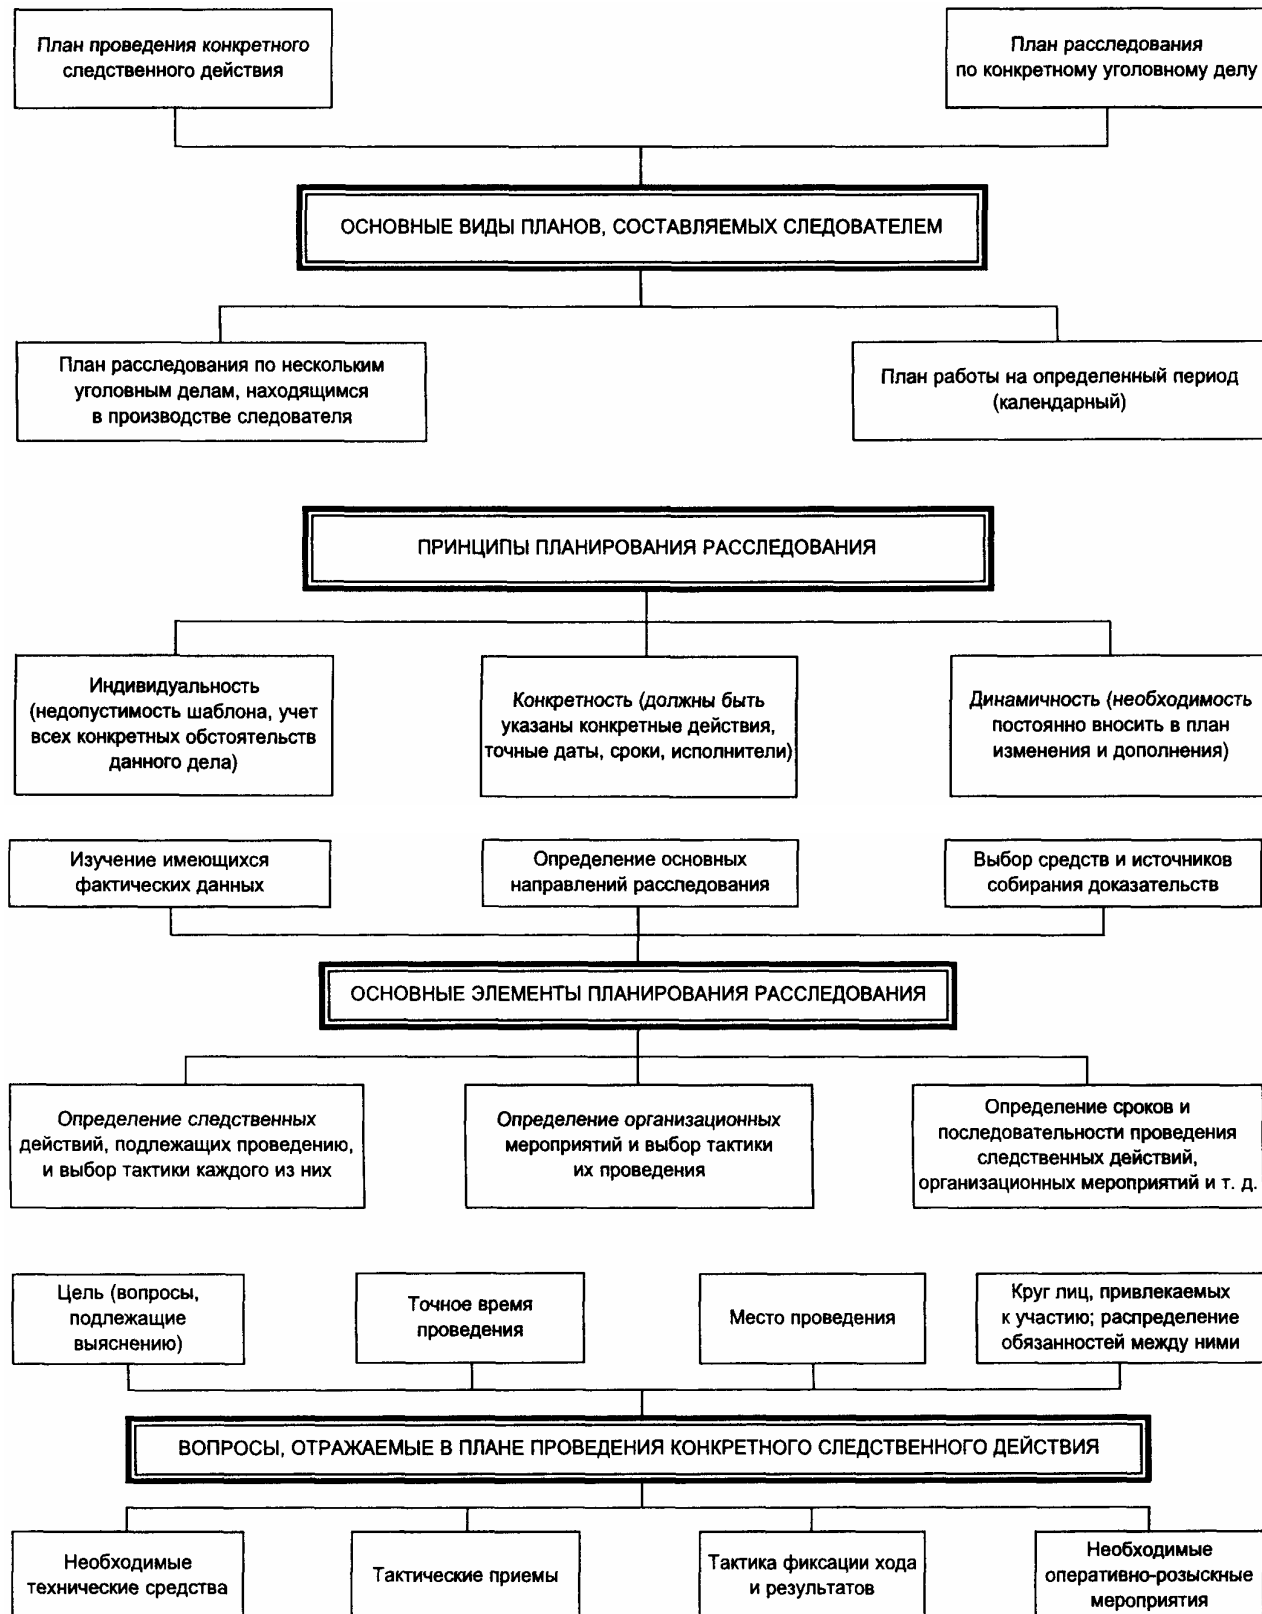 План проведения конкретного
следственного действия
План расследования
по конкретному уголовному делу
ОСНОВНЫЕ ВИДЫ ПЛАНОВ, СОСТАВЛЯЕМЫХ СЛЕДОВАТЕЛЕМ
План расследования по нескольким
уголовным делам, находящимся
в производстве следователя
План работы на определенный период
(календарный)
ПРИНЦИПЫ ПЛАНИРОВАНИЯ РАССЛЕДОВАНИЯ
Индивидуальность
(недопустимость шаблона, учет
всех конкретных обстоятельств
данного дела)
Конкретность (должны быть
указаны конкретные действия,
точные даты, сроки, исполнители)
Динамичность (необходимость
постоянно вносить в план
изменения и дополнения)
Изучение имеющихся
фактических данных
Определение основных
направлений расследования
Выбор средств и источников
собирания доказательств
ОСНОВНЫЕ ЭЛЕМЕНТЫ ПЛАНИРОВАНИЯ РАССЛЕДОВАНИЯ
Определение следственных
действий, подлежащих проведению,
и выбор тактики каждого из них
Определение организационных
мероприятий и выбор тактики
их проведения
Определение сроков и
последовательности проведения
следственных действий,
организационных мероприятий и т. д.
Цель (вопросы,
подлежащие
выяснению)
Точное время
проведения
Место проведения
Круг лиц, привлекаемых
к участию; распределение
обязанностей между ними
ВОПРОСЫ, ОТРАЖАЕМЫЕ В ПЛАНЕ ПРОВЕДЕНИЯ КОНКРЕТНОГО СЛЕДСТВЕННОГО ДЕЙСТВИЯ
Необходимые
технические средства
Тактические приемы
Тактика фиксации хода
и результатов
Необходимые
оперативно-розыскные
мероприятия